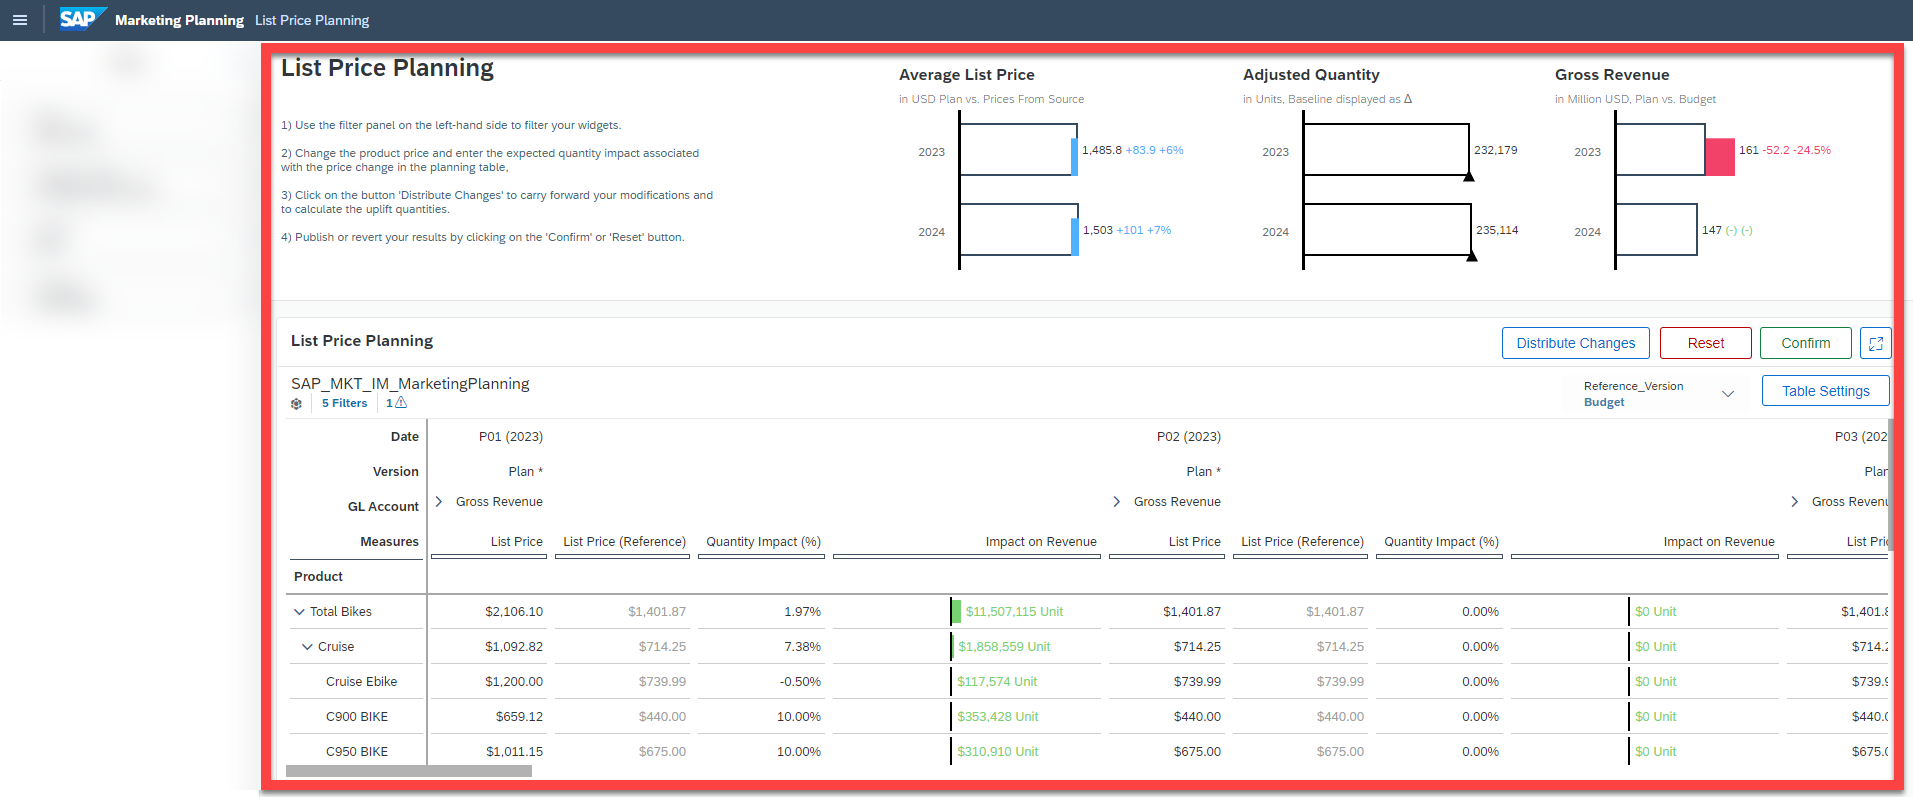 SAP Marketing Planning List Price Planning
List Price Planning
1) Use the filter panel on the left-hand side to filter your widgets.
2) Change the product price and enter the expected quantity impact associated
with the price change in the planning table,
3) Click on the button 'Distribute Changes' to carry forward your modifications and
to calculate the uplift quantities.
4) Publish or revert your results by clicking on the 'Confirm' or 'Reset' button.
Average List Price
in USD Plan vs. Prices From Source
2023 1,485.8 +83.9 +6%
2024 1,503 +101 +7%
Adjusted Quantity
in Units, Baseline displayed as Δ
2023 232,179
2024 235,114
Gross Revenue
in Million USD, Plan vs. Budget
2023 161 -52.2 -24.5%
2024 147 (-) (-)
List Price Planning
Distribute Changes Reset Confirm
SAP_MKT_IM_MarketingPlanning
5 Filters 1
Reference_Version
Budget
Table Settings
Date P01 (2023) P02 (2023) P03 (202
Version Plan * Plan * Plan
GL Account Gross Revenue Gross Revenue Gross Revenu
Measures List Price List Price (Reference) Quantity Impact (%) Impact on Revenue List Price List Price (Reference) Quantity Impact (%) Impact on Revenue List Pric
Product
Total Bikes $2,106.10 $1,401.87 1.97% $11,507,115 Unit $1,401.87 $1,401.87 0.00% $0 Unit $1,401.8
Cruise $1,092.82 $714.25 7.38% $1,858,559 Unit $714.25 $714.25 0.00% $0 Unit $714.2
Cruise Ebike $1,200.00 $739.99 -0.50% $117,574 Unit $739.99 $739.99 0.00% $0 Unit $739.9
C900 BIKE $659.12 $440.00 10.00% $353,428 Unit $440.00 $440.00 0.00% $0 Unit $440.0
C950 BIKE $1,011.15 $675.00 10.00% $310,910 Unit $675.00 $675.00 0.00% $0 Unit $675.0